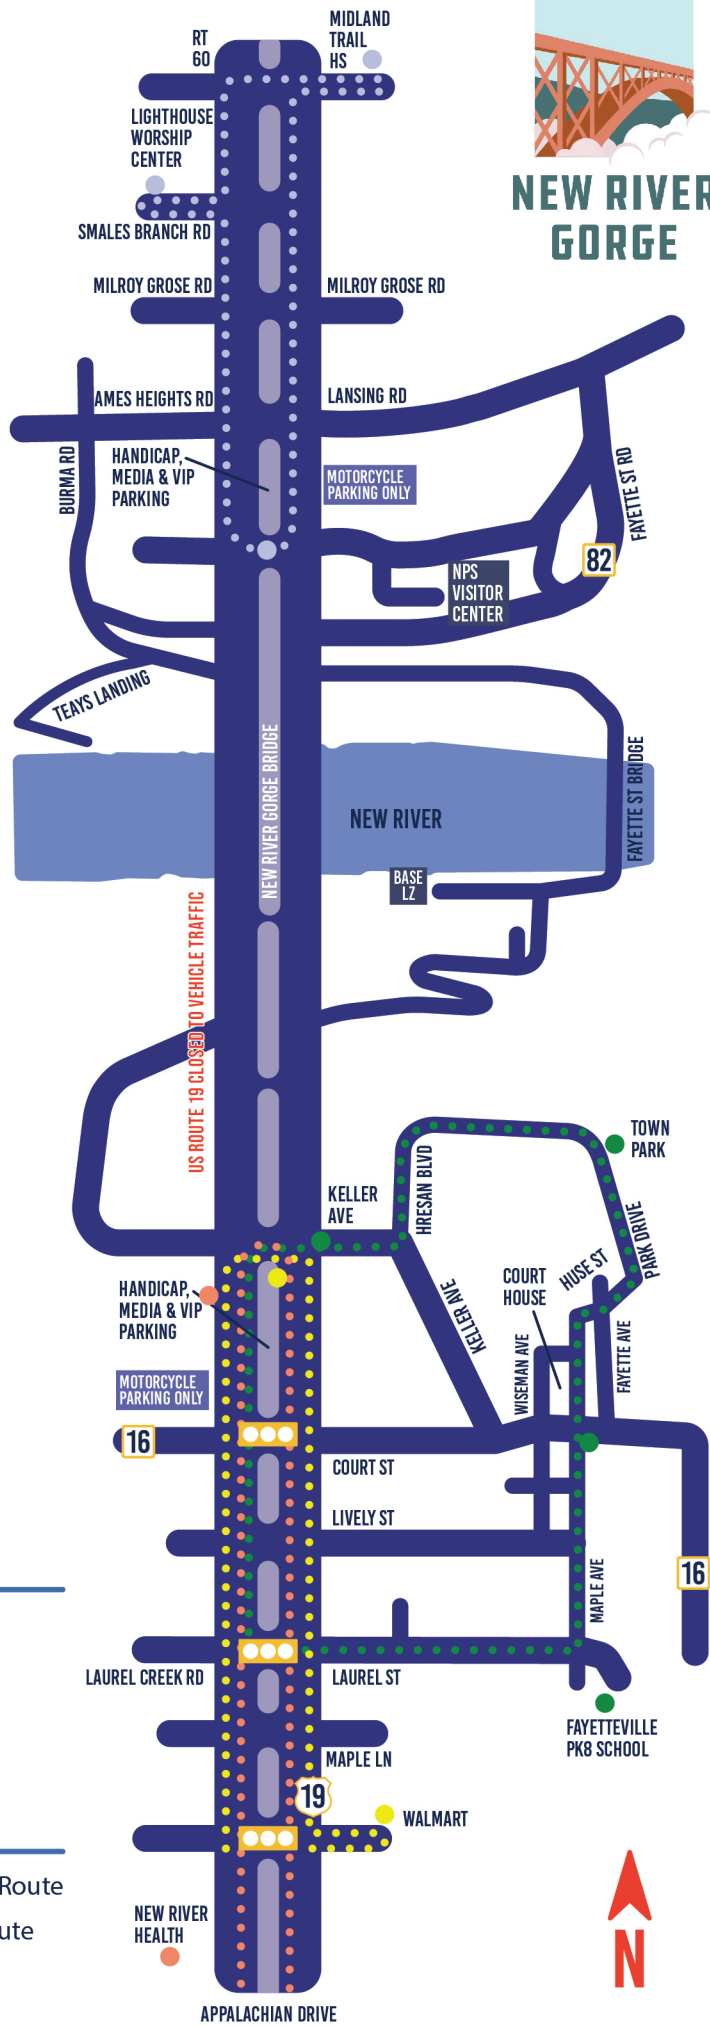 RT
60
MIDLAND
TRAIL
HS
LIGHTHOUSE
WORSHIP
CENTER
NEW RIVER
GORGE
SMALES BRANCH RD
MILROY GROSE RD
MILROY GROSE RD
AMES HEIGHTS RD
LANSING RD
BURMA RD
HANDICAP,
MEDIA & VIP
PARKING
MOTORCYCLE
PARKING ONLY
FAYETTE ST RD
82
NPS
VISITOR
CENTER
TEAYS LANDING
NEW RIVER GORGE BRIDGE
NEW RIVER
FAYETTE ST BRIDGE
BASE
LZ
US ROUTE 19 CLOSED TO VEHICLE TRAFFIC
TOWN
PARK
HRESAN BLVD
KELLER
AVE
PARK DRIVE
HUSE ST
COURT
HOUSE
HANDICAP,
MEDIA & VIP
PARKING
KELLER AVE
WISEMAN AVE
FAYETTE AVE
MOTORCYCLE
PARKING ONLY
16
COURT ST
LIVELY ST
16
MAPLE AVE
LAUREL CREEK RD
LAUREL ST
FAYETTEVILLE
PK8 SCHOOL
MAPLE LN
19
WALMART
Route
ute
NEW RIVER
HEALTH
N
APPALACHIAN DRIVE